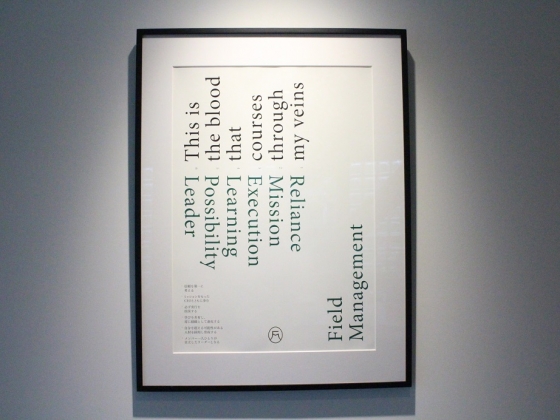 Field
Management
This is
the blood
that
courses
through
my veins
Reliance
Mission
Execution
Learning
Possibility
Leader